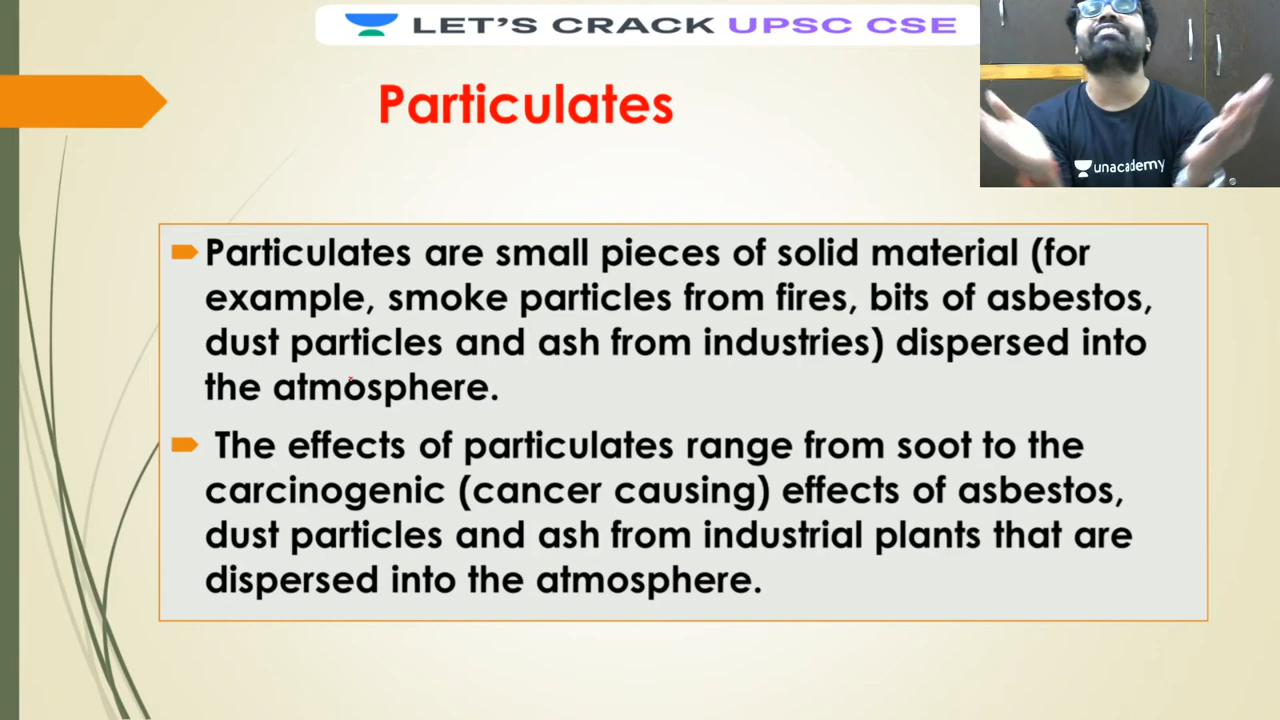 LET'S CRACK UPSC CSE
Particulates
unacademy
Particulates are small pieces of solid material (for
example, smoke particles from fires, bits of asbestos,
dust particles and ash from industries) dispersed into
the atmosphere.
The effects of particulates range from soot to the
carcinogenic (cancer causing) effects of asbestos,
dust particles and ash from industrial plants that are
dispersed into the atmosphere.